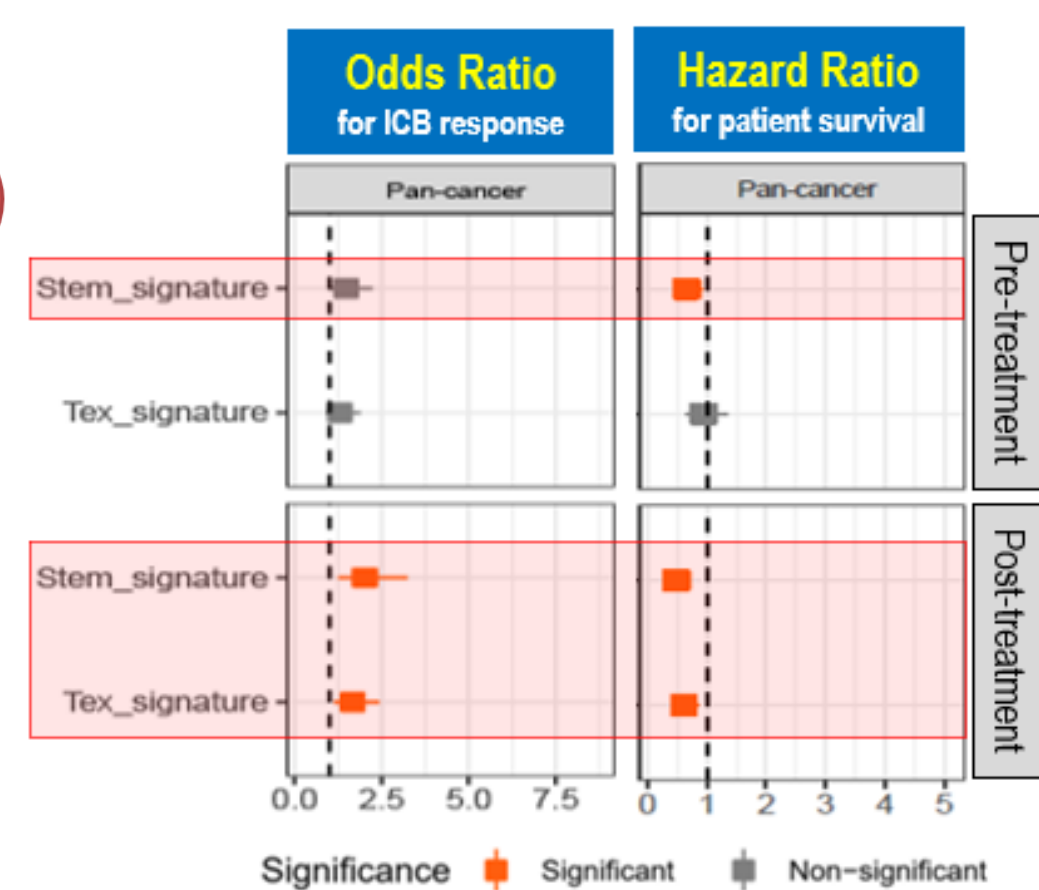 Odds Ratio
for ICB response
Hazard Ratio
for patient survival
Pan-cancer
Pan-cancer
Stem_signature
Tex_signature
Pre-treatment
Stem_signature
Tex_signature
Post-treatment
0.0 2.5 5.0 7.5
0 1 2 3 4 5
Significance Significant Non-significant